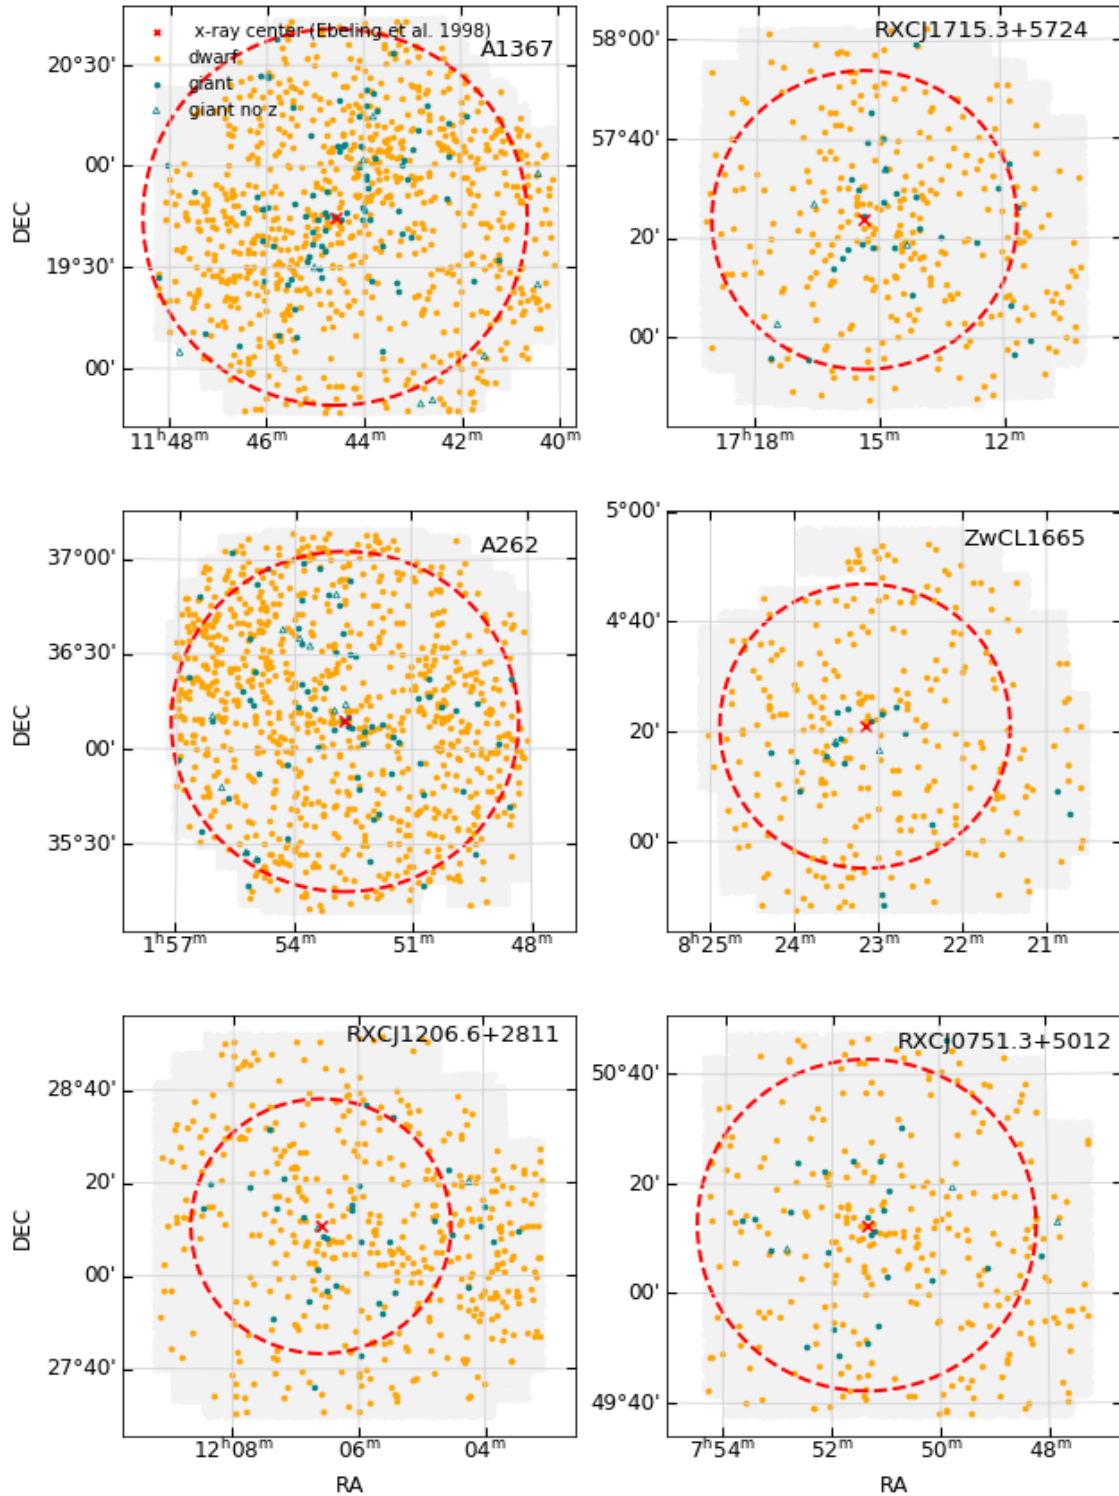 x-ray center (Ebeling et al. 1998)
dwarf
giant
giant no z
A1367
20°30'
00'
19°30'
00'
DEC
11ʰ48ᵐ 46ᵐ 44ᵐ 42ᵐ 40ᵐ
RXCJ1715.3+5724
58°00'
57°40'
20'
00'
17ʰ18ᵐ 15ᵐ 12ᵐ
A262
37°00'
36°30'
00'
35°30'
DEC
1ʰ57ᵐ 54ᵐ 51ᵐ 48ᵐ
ZwCL1665
5°00'
4°40'
20'
00'
8ʰ25ᵐ 24ᵐ 23ᵐ 22ᵐ 21ᵐ
RXCJ1206.6+2811
28°40'
20'
00'
27°40'
DEC
12ʰ08ᵐ 06ᵐ 04ᵐ
RA
RXCJ0751.3+5012
50°40'
20'
00'
49°40'
7ʰ54ᵐ 52ᵐ 50ᵐ 48ᵐ
RA